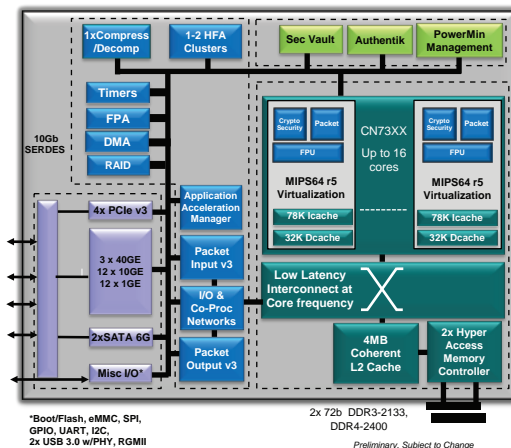 1xCompress
/Decomp
1-2 HFA
Clusters
Sec Vault
Authentik
PowerMin
Management
Timers
FPA
DMA
RAID
10Gb
SERDES
Crypto
Security
Packet
FPU
MIPS64 r5
Virtualization
78K Icache
32K Dcache
CN73XX
Up to 16
cores
Crypto
Security
Packet
FPU
MIPS64 r5
Virtualization
78K Icache
32K Dcache
4x PCIe v3
3 x 40GE
12 x 10GE
12 x 1GE
2xSATA 6G
Misc I/O*
Application
Acceleration
Manager
Packet
Input v3
I/O &
Co-Proc
Networks
Packet
Output v3
Low Latency
Interconnect at
Core frequency
4MB
Coherent
L2 Cache
2x Hyper
Access
Memory
Controller
*Boot/Flash, eMMC, SPI,
GPIO, UART, I2C,
2x USB 3.0 w/PHY, RGMII
2x 72b DDR3-2133,
DDR4-2400
Preliminary, Subject to Change